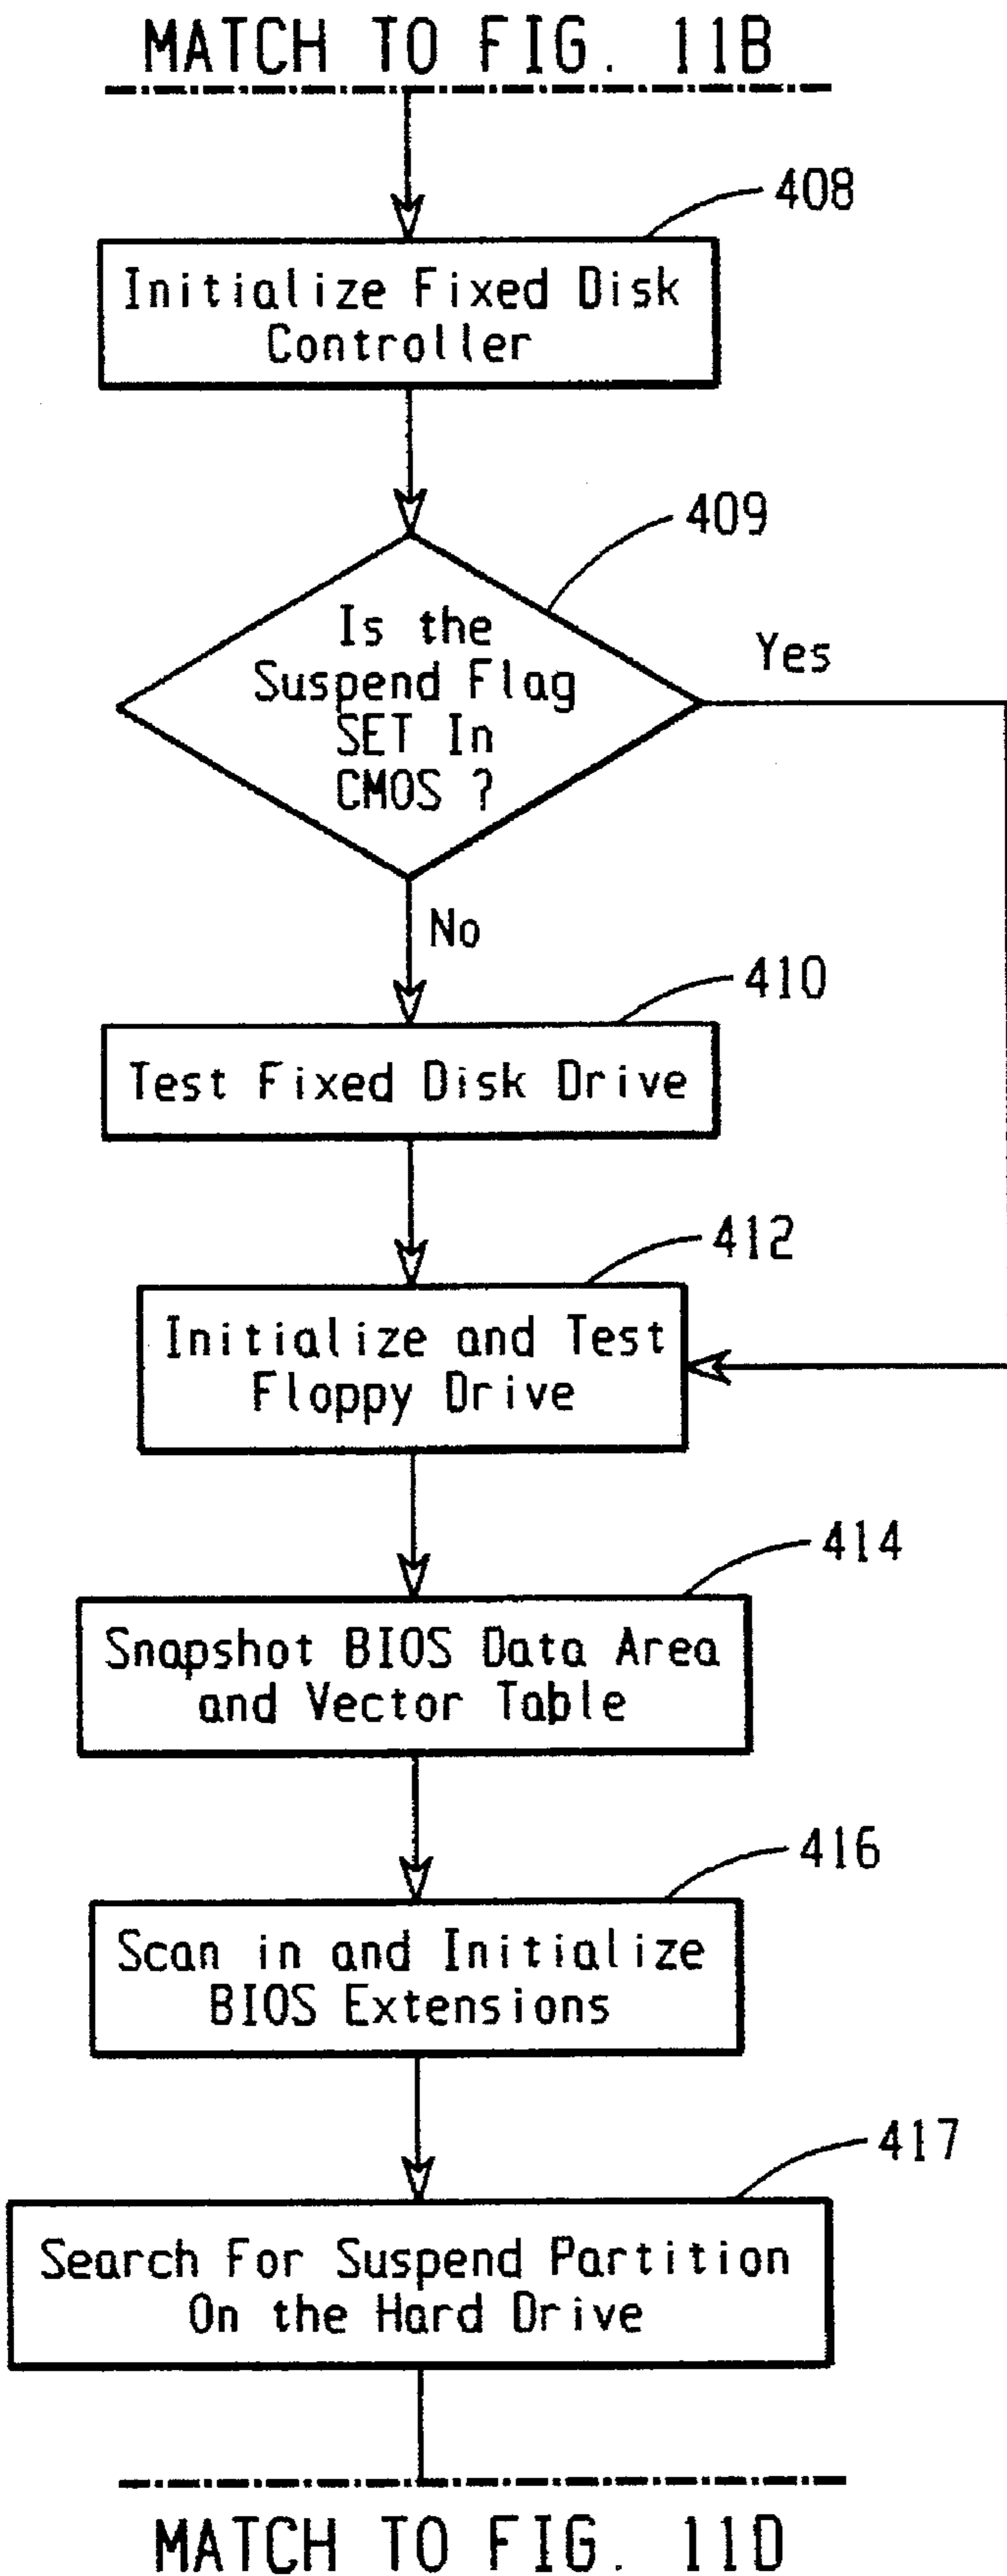 MATCH TO FIG. 11B
408
Initialize Fixed Disk
Controller
409
Is the
Suspend Flag
SET In
CMOS ?
Yes
No
410
Test Fixed Disk Drive
412
Initialize and Test
Floppy Drive
414
Snapshot BIOS Data Area
and Vector Table
416
Scan in and Initialize
BIOS Extensions
417
Search For Suspend Partition
On the Hard Drive
MATCH TO FIG. 11D